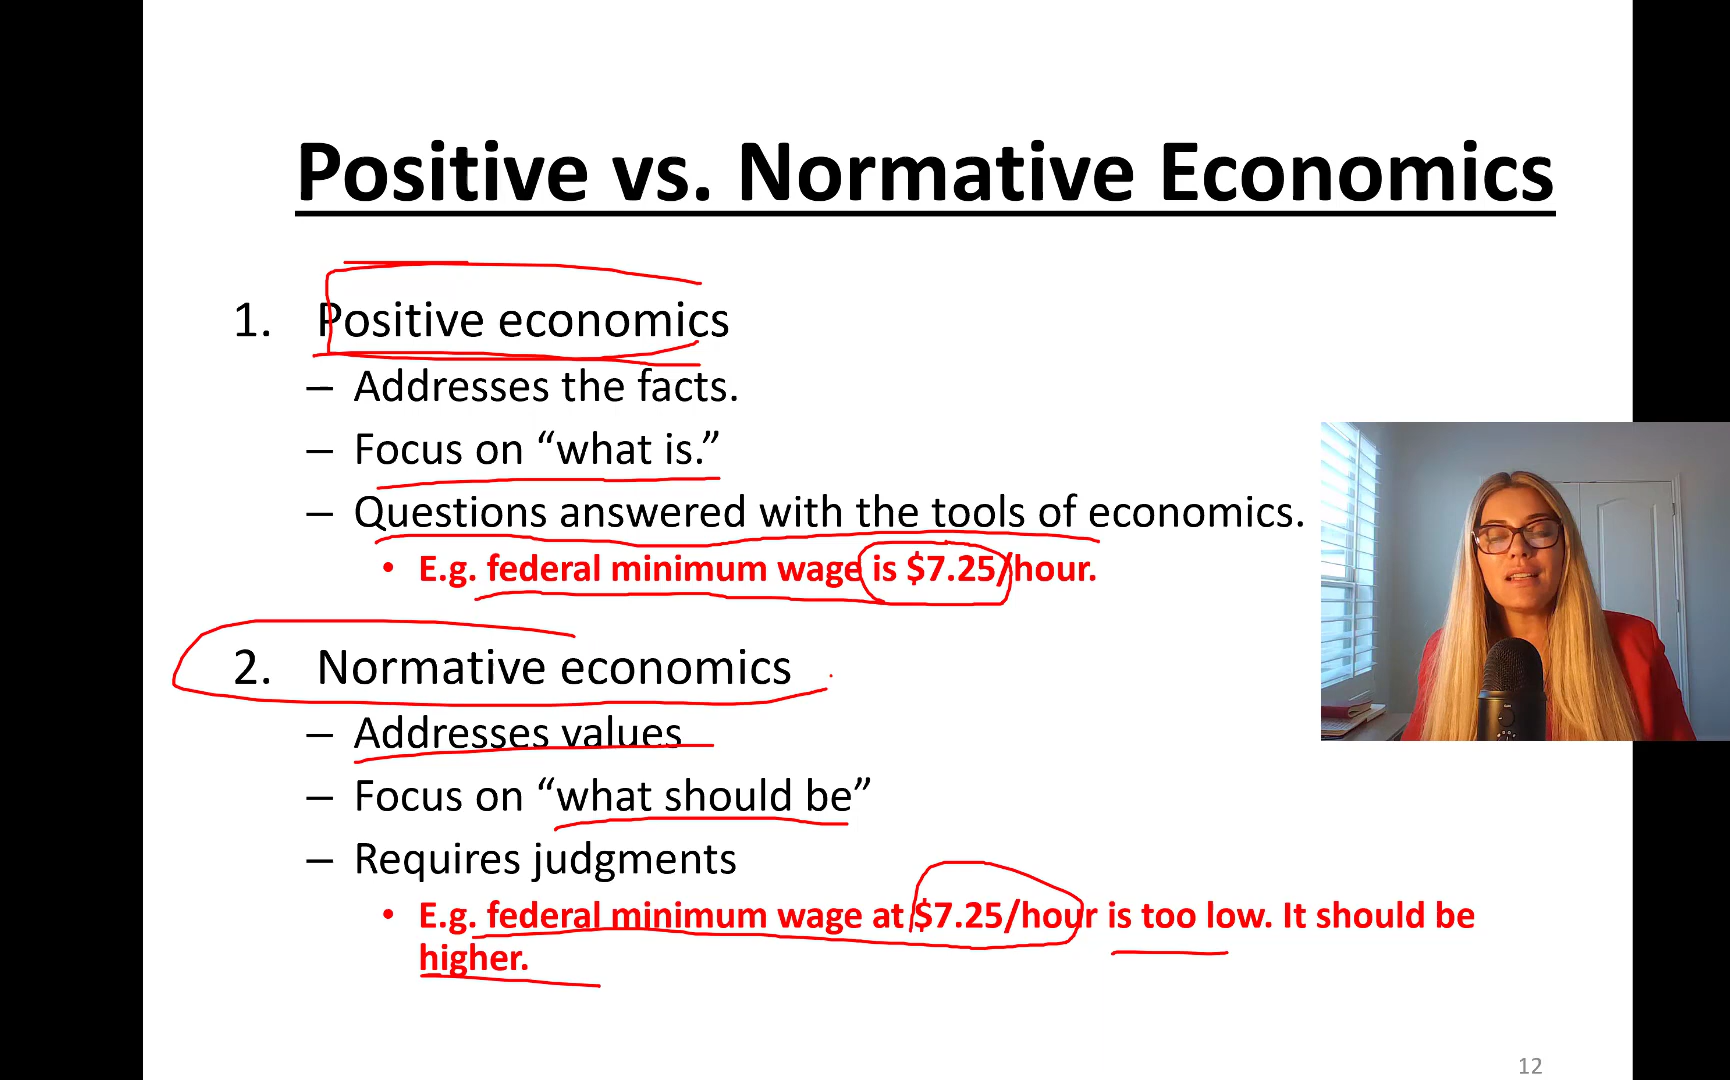 Positive vs. Normative Economics
1. Positive economics
– Addresses the facts.
– Focus on “what is.”
– Questions answered with the tools of economics.
• E.g. federal minimum wage is $7.25/hour.
2. Normative economics
– Addresses values
– Focus on “what should be”
– Requires judgments
• E.g. federal minimum wage at $7.25/hour is too low. It should be
higher.
12